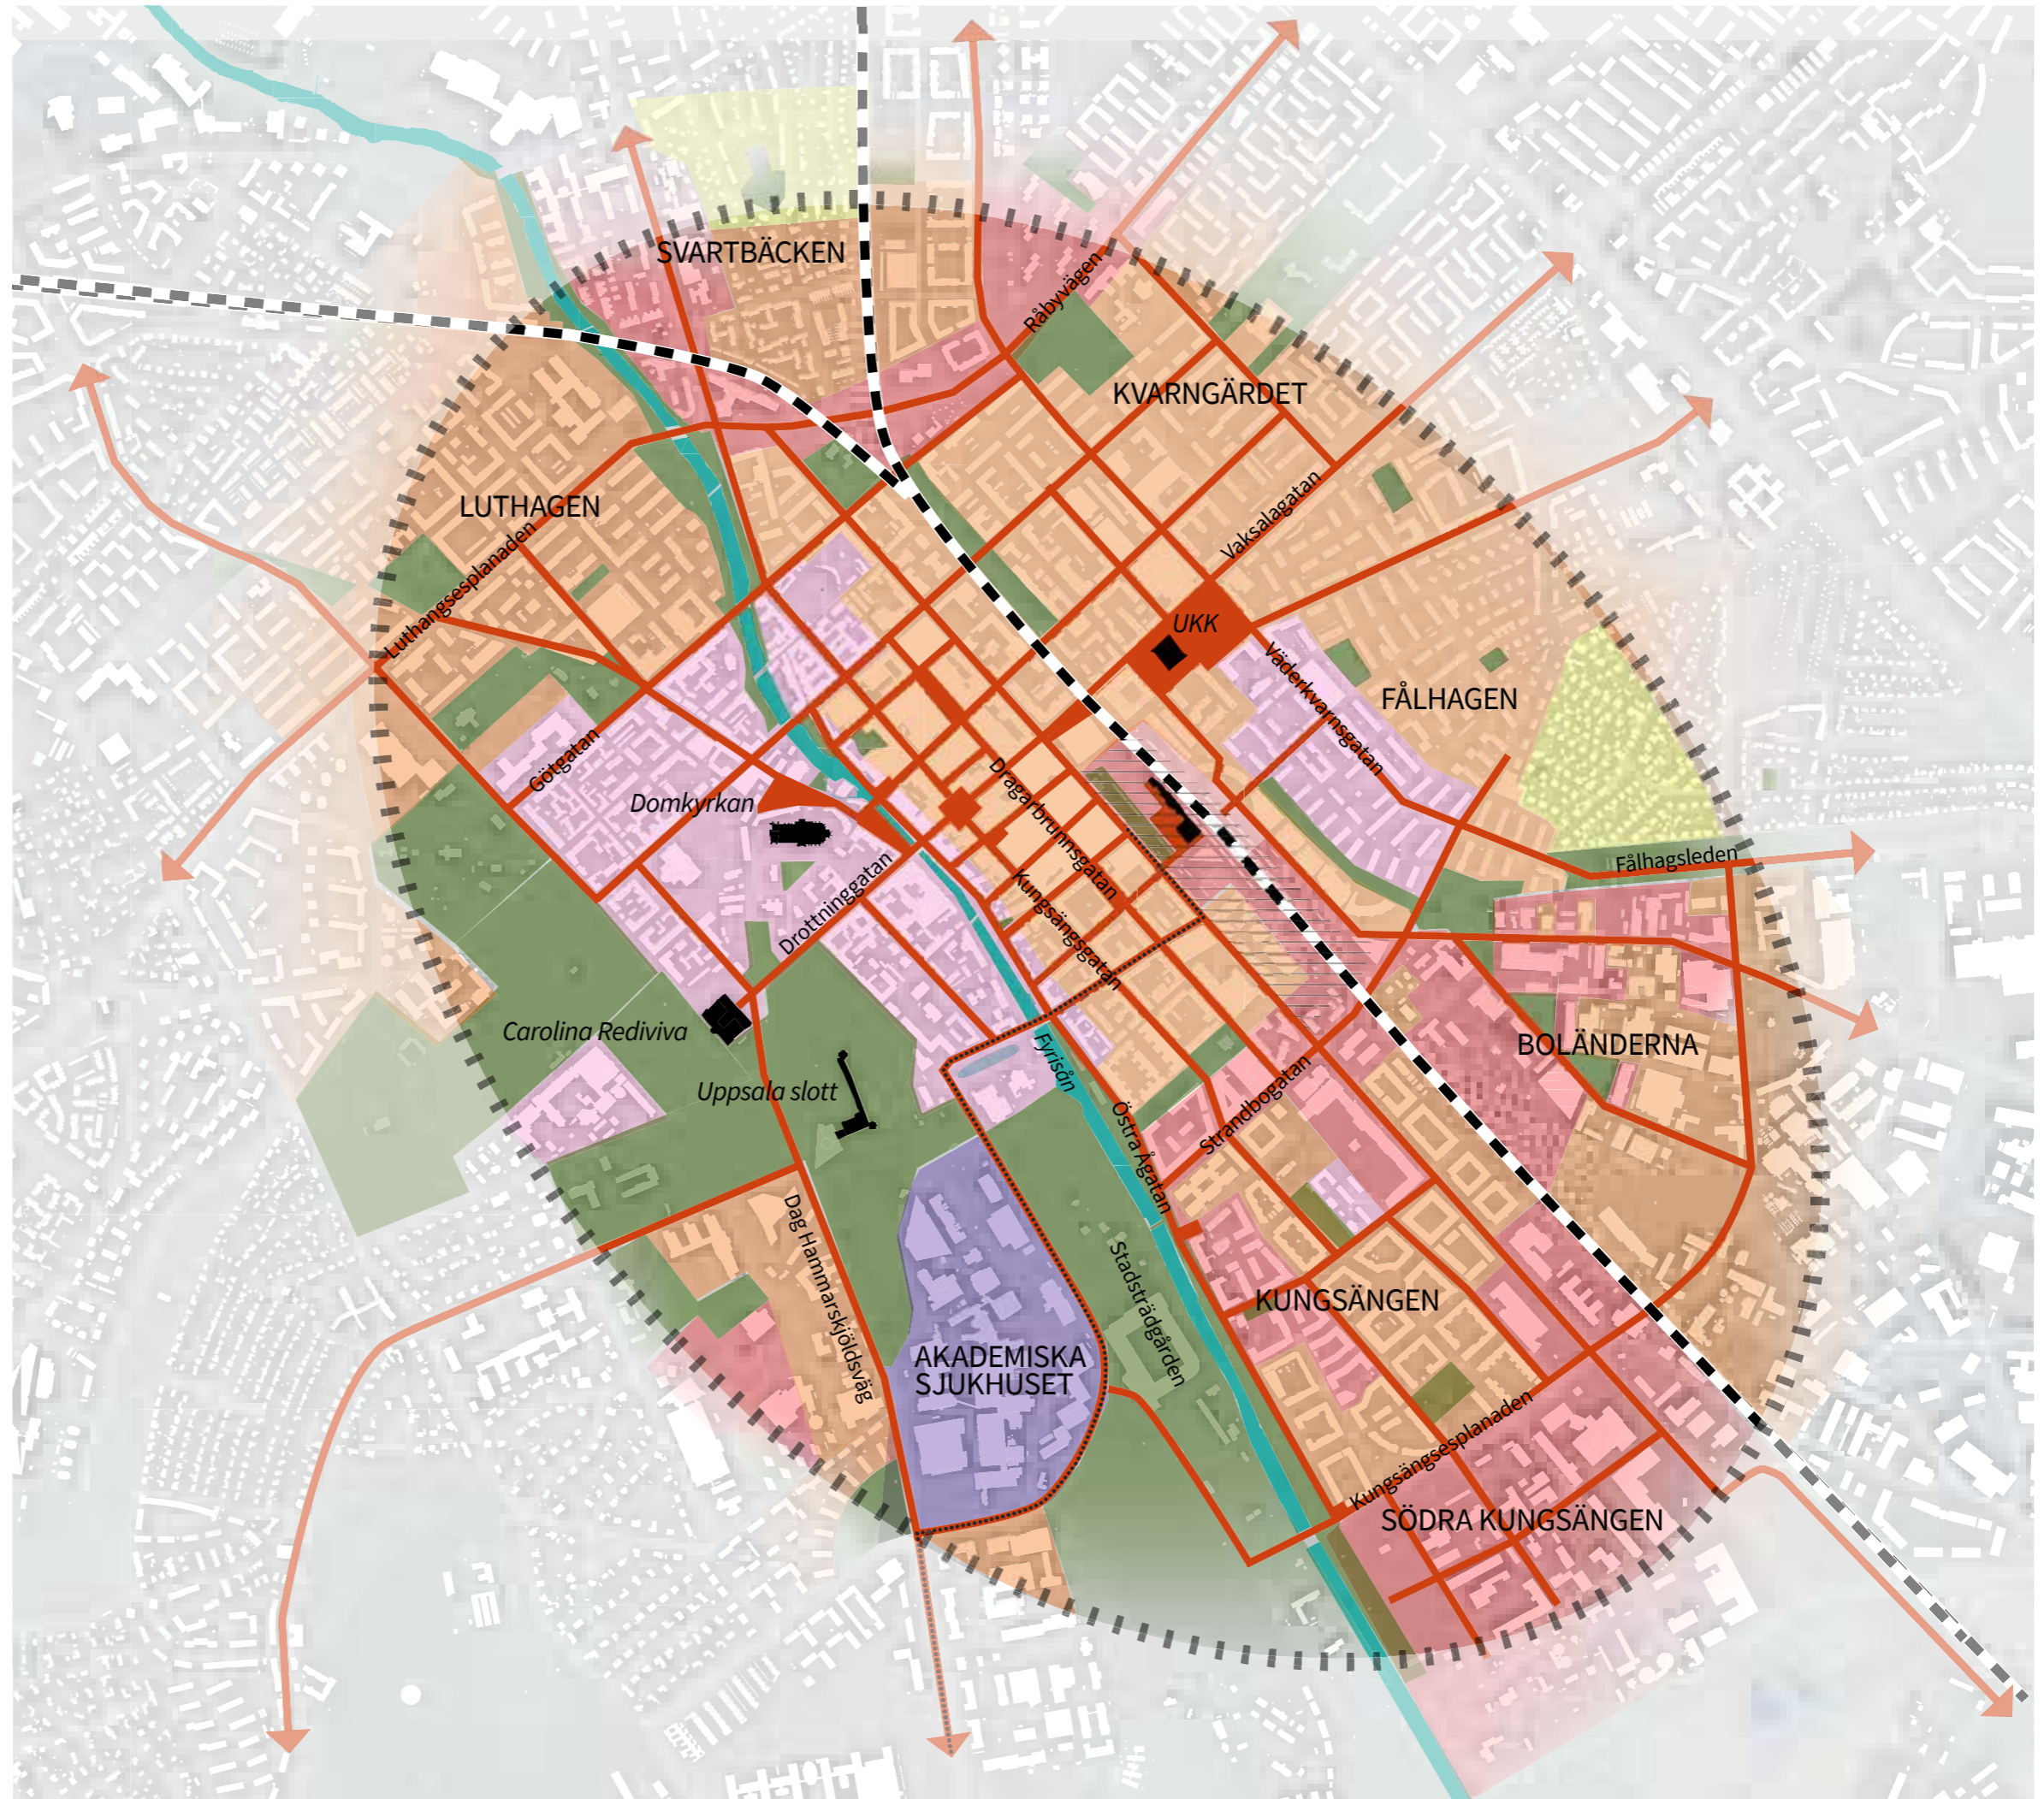 SVARTBÄCKEN
Råbyvägen
KVARNGÄRDET
LUTHAGEN
Luthangsesplanaden
Vaksalagatan
UKK
Väderkvarnsgatan
FÅLHAGEN
Götgatan
Domkyrkan
Dragarbrunnsgatan
Fålhagsleden
Drottninggatan
Kungsängsgatan
Carolina Rediviva
Fyrisån
BOLÄNDERNA
Uppsala slott
Strandbogatan
Östra Ågatan
Dag Hammarskjöldsväg
Stadsträdgården
KUNGSÄNGEN
AKADEMISKA
SJUKHUSET
Kungsängsesplanaden
SÖDRA KUNGSÄNGEN